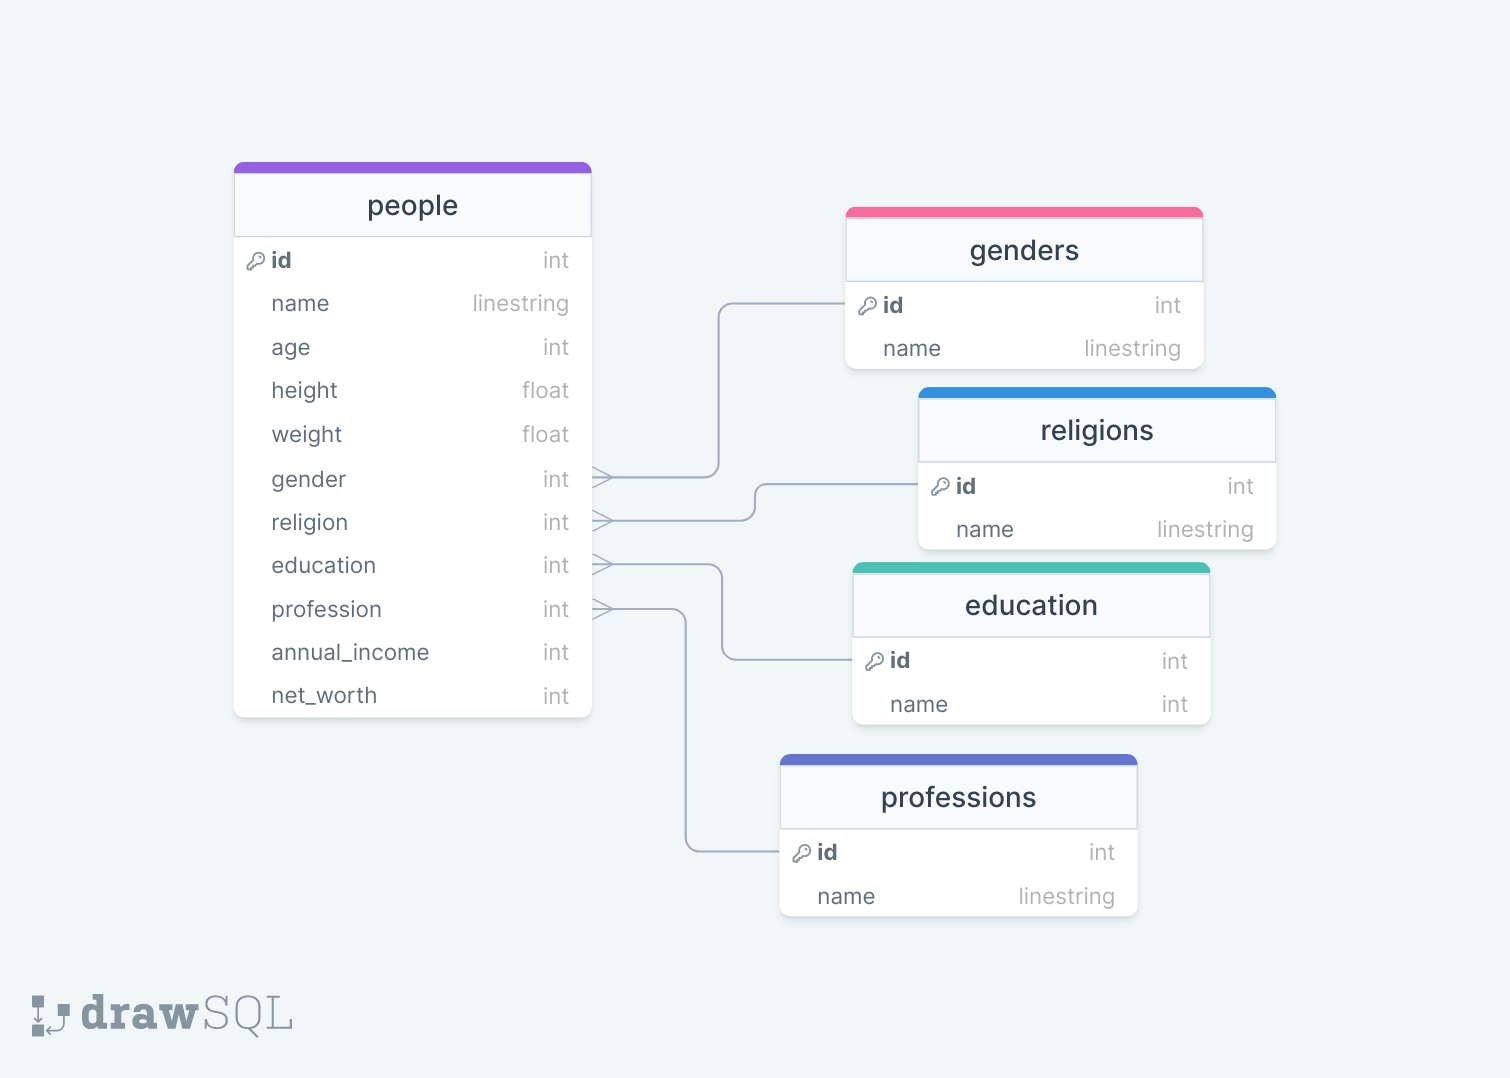 people
id int
name linestring
age int
height float
weight float
gender int
religion int
education int
profession int
annual_income int
net_worth int
genders
id int
name linestring
religions
id int
name linestring
education
id int
name int
professions
id int
name linestring
drawSQL